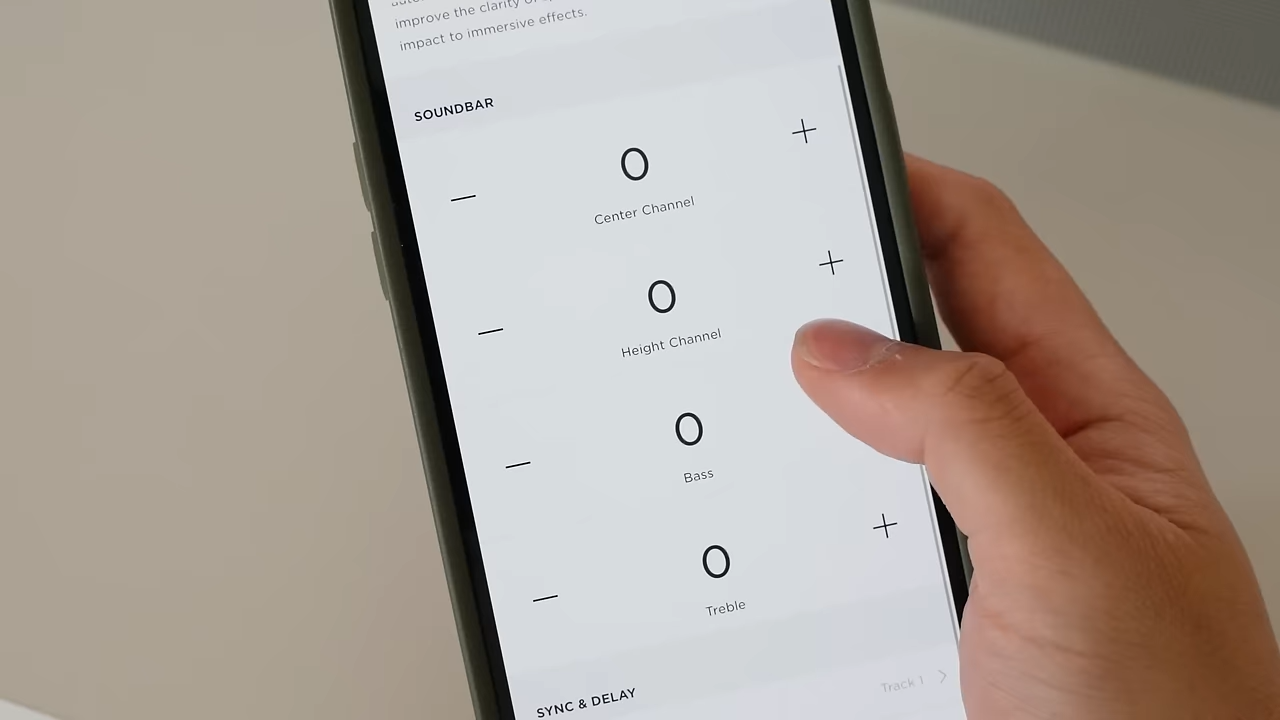 improve the clarity of
impact to immersive effects.
SOUNDBAR
— 0 +
Center Channel
— 0 +
Height Channel
— 0
Bass
— 0 +
Treble
SYNC & DELAY Track 1 >